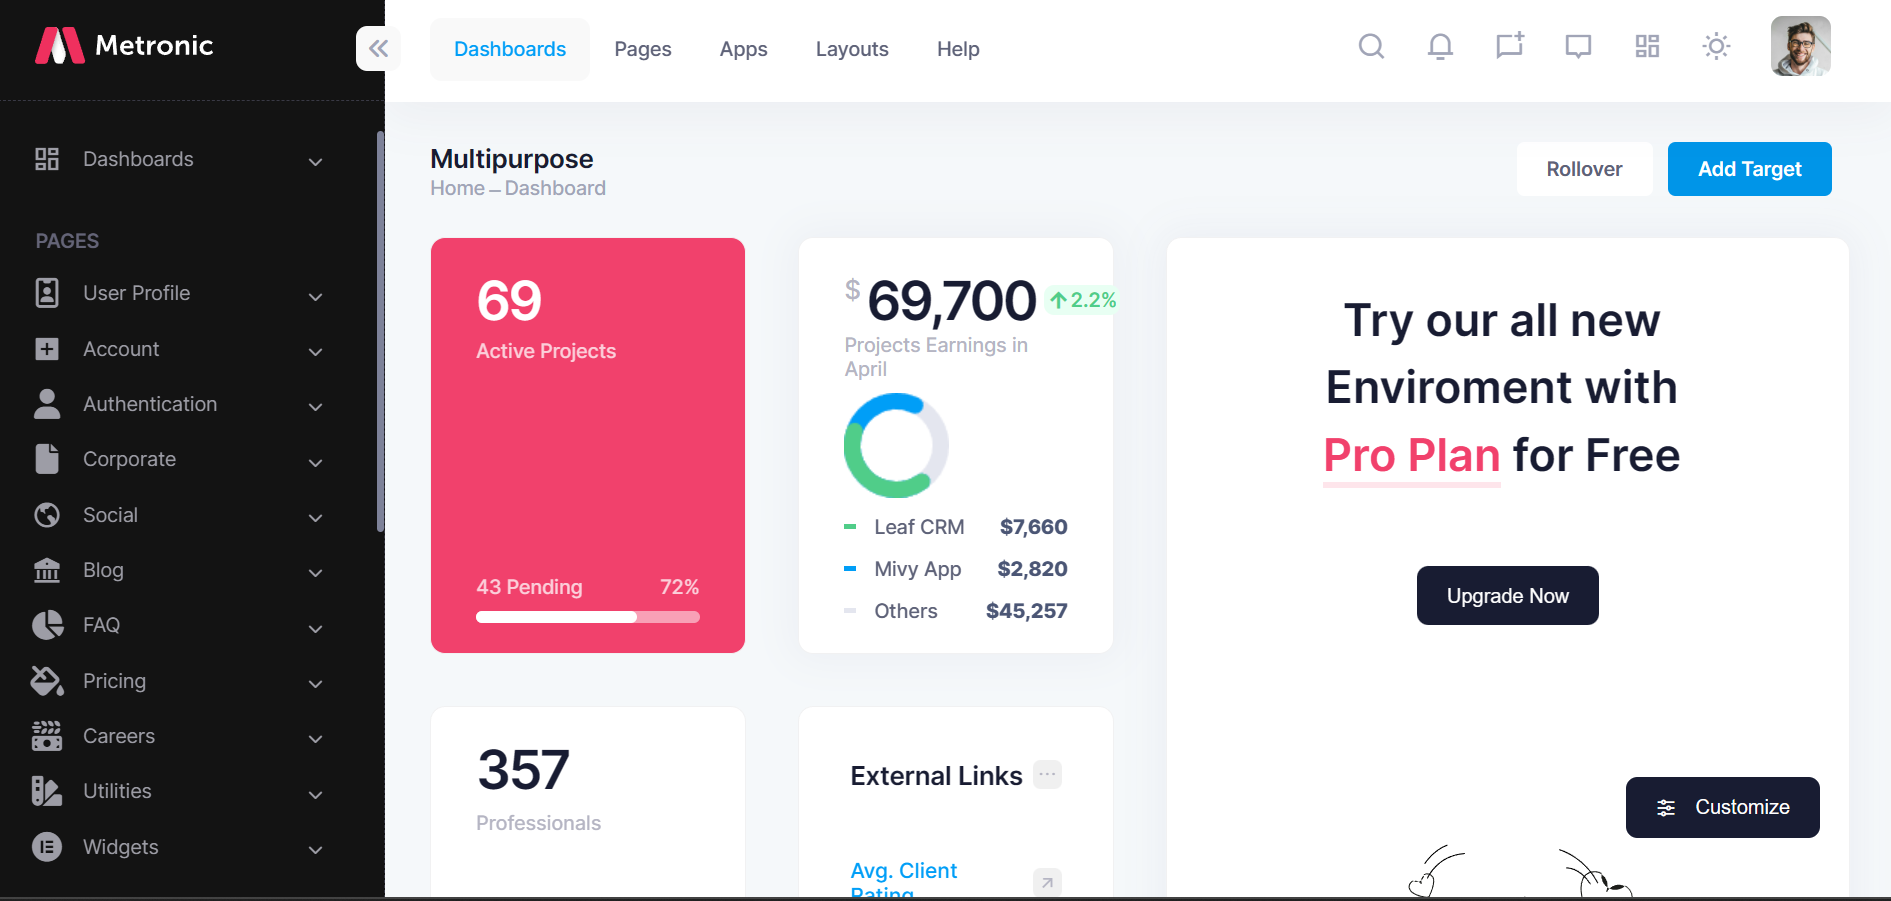 Metronic
Dashboards
Pages
Apps
Layouts
Help
Dashboards
PAGES
User Profile
Account
Authentication
Corporate
Social
Blog
FAQ
Pricing
Careers
Utilities
Widgets
Multipurpose
Home – Dashboard
Rollover
Add Target
69
Active Projects
43 Pending 72%
$ 69,700 2.2%
Projects Earnings in
April
Leaf CRM $7,660
Mivy App $2,820
Others $45,257
Try our all new
Enviroment with
Pro Plan for Free
Upgrade Now
357
Professionals
External Links
Avg. Client
Rating
Customize